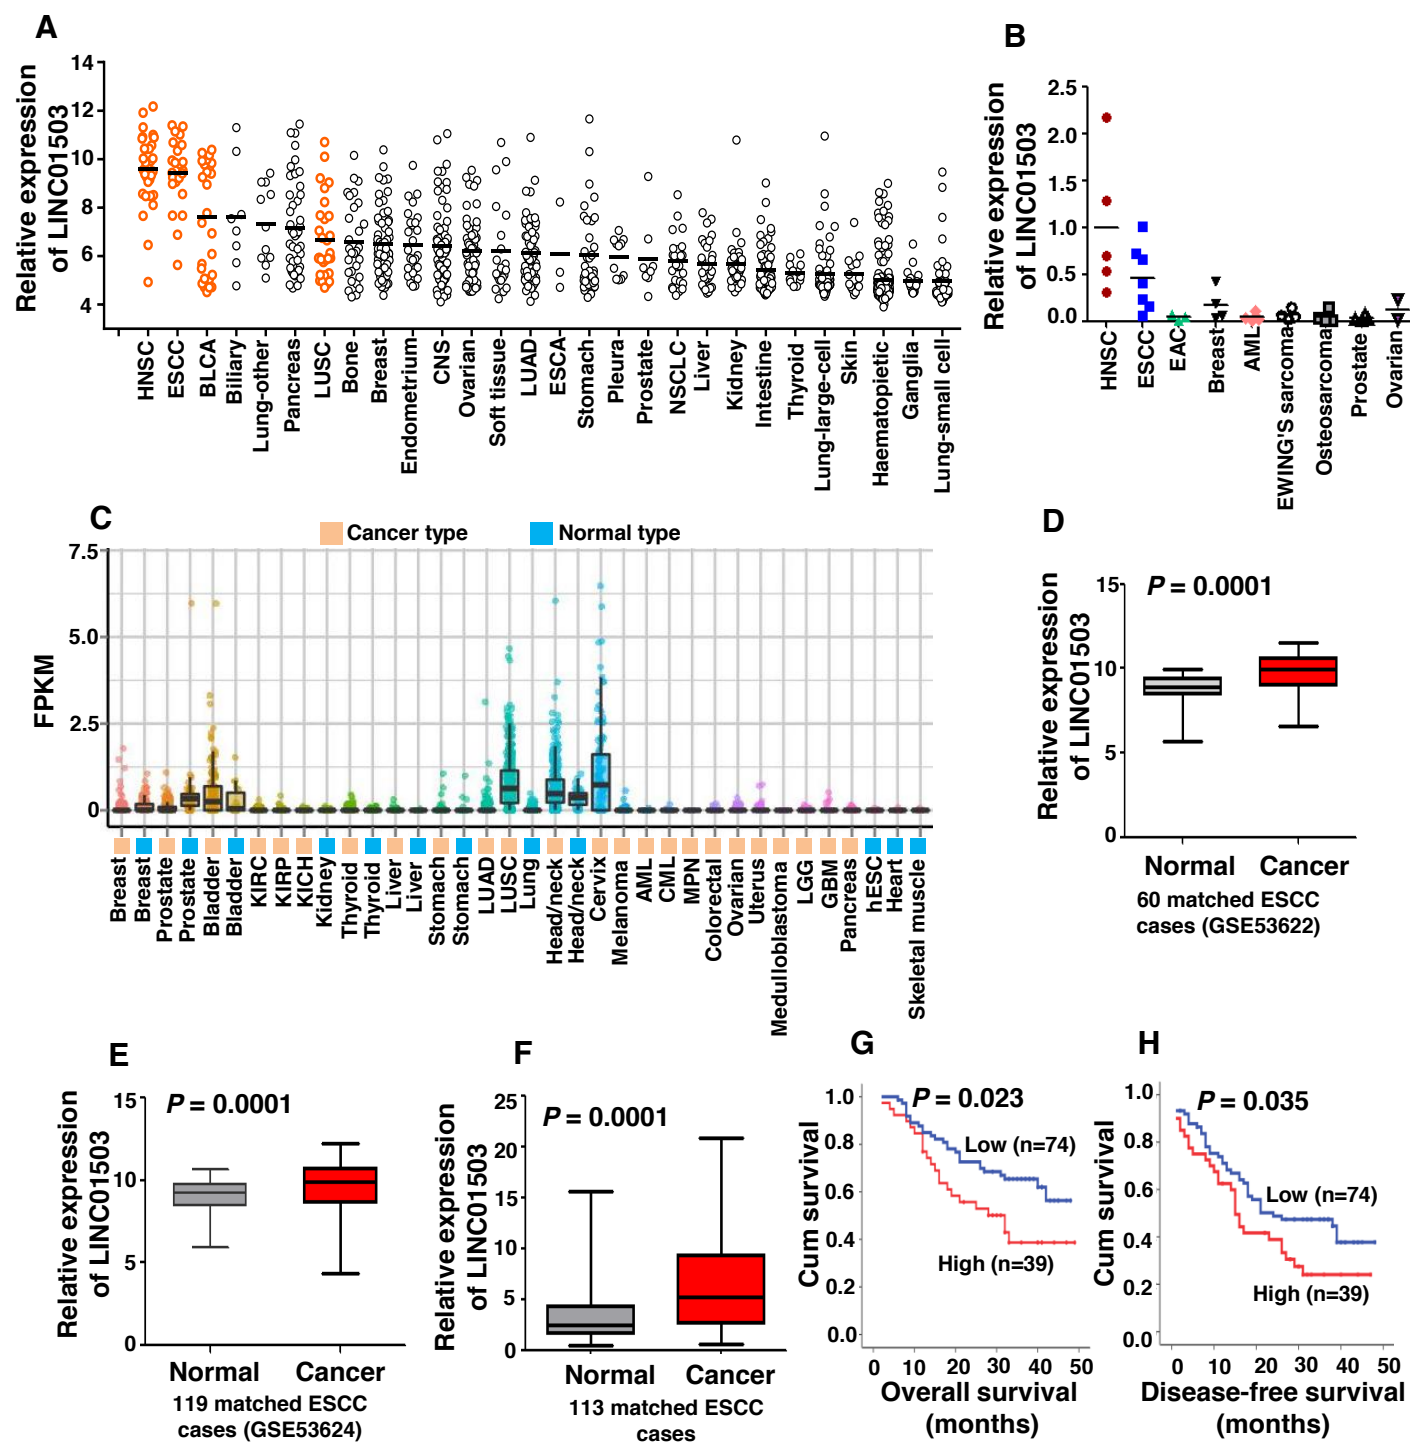 A
Relative expression
of LINC01503
14
12
10
8
6
4
HNSC
ESCC
BLCA
Biliary
Lung-other
Pancreas
LUSC
Bone
Breast
Endometrium
CNS
Ovarian
Soft tissue
LUAD
ESCA
Stomach
Pleura
Prostate
NSCLC
Liver
Kidney
Intestine
Thyroid
Lung-large-cell
Skin
Haematopietic
Ganglia
Lung-small cell
B
Relative expression
of LINC01503
2.5
2.0
1.5
1.0
0.5
0.0
HNSC
ESCC
EAC
Breast
AML
EWING'S sarcoma
Osteosarcoma
Prostate
Ovarian
C
Cancer type
Normal type
FPKM
7.5
5.0
2.5
0
Breast
Breast
Prostate
Prostate
Bladder
Bladder
KIRC
KIRP
KICH
Kidney
Thyroid
Thyroid
Liver
Liver
Stomach
Stomach
LUAD
LUSC
Lung
Head/neck
Head/neck
Cervix
Melanoma
AML
CML
MPN
Colorectal
Ovarian
Uterus
Medulloblastoma
LGG
GBM
Pancreas
hESC
Heart
Skeletal muscle
D
Relative expression
of LINC01503
15
10
5
0
P = 0.0001
Normal Cancer
60 matched ESCC
cases (GSE53622)
E
Relative expression
of LINC01503
15
10
5
0
P = 0.0001
Normal Cancer
119 matched ESCC
cases (GSE53624)
F
Relative expression
of LINC01503
25
20
15
10
5
0
P = 0.0001
Normal Cancer
113 matched ESCC
cases
G
Cum survival
1.0
0.8
0.6
0.4
0.2
0.0
P = 0.023
Low (n=74)
High (n=39)
0 10 20 30 40 50
Overall survival
(months)
H
Cum survival
1.0
0.8
0.6
0.4
0.2
0.0
P = 0.035
Low (n=74)
High (n=39)
0 10 20 30 40 50
Disease-free survival
(months)